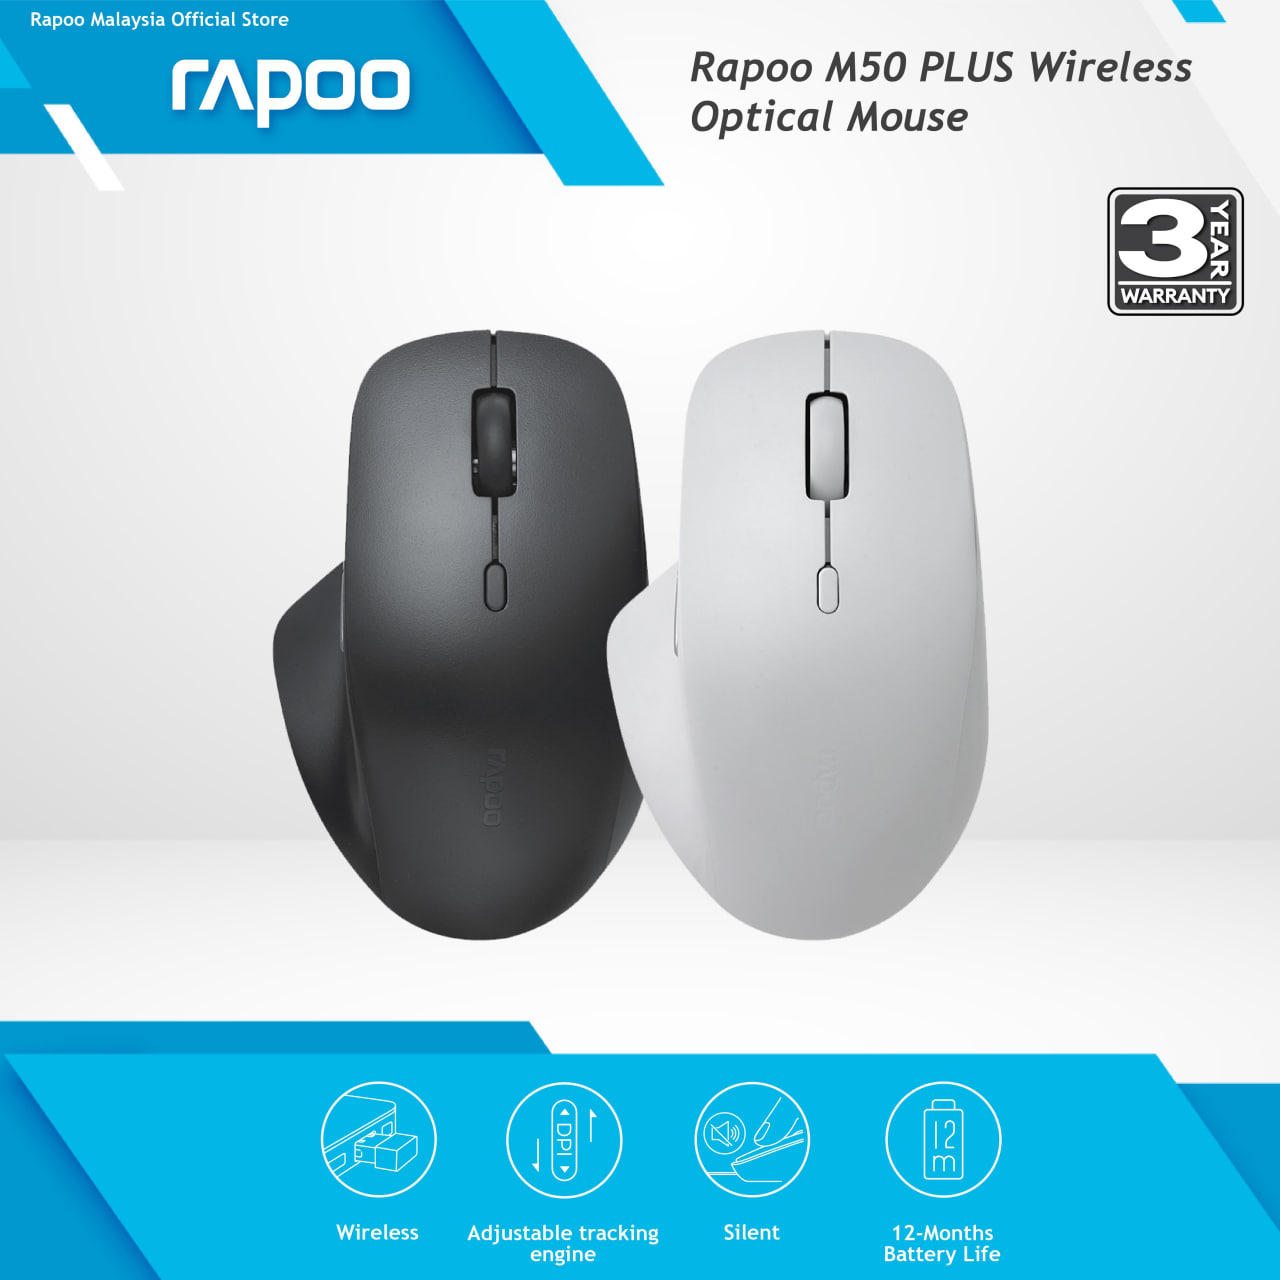 Rapoo Malaysia Official Store
rapoo
Rapoo M50 PLUS Wireless
Optical Mouse
3
YEAR
WARRANTY
rapoo
rapoo
DPI
12
m
Wireless
Adjustable tracking
engine
Silent
12-Months
Battery Life